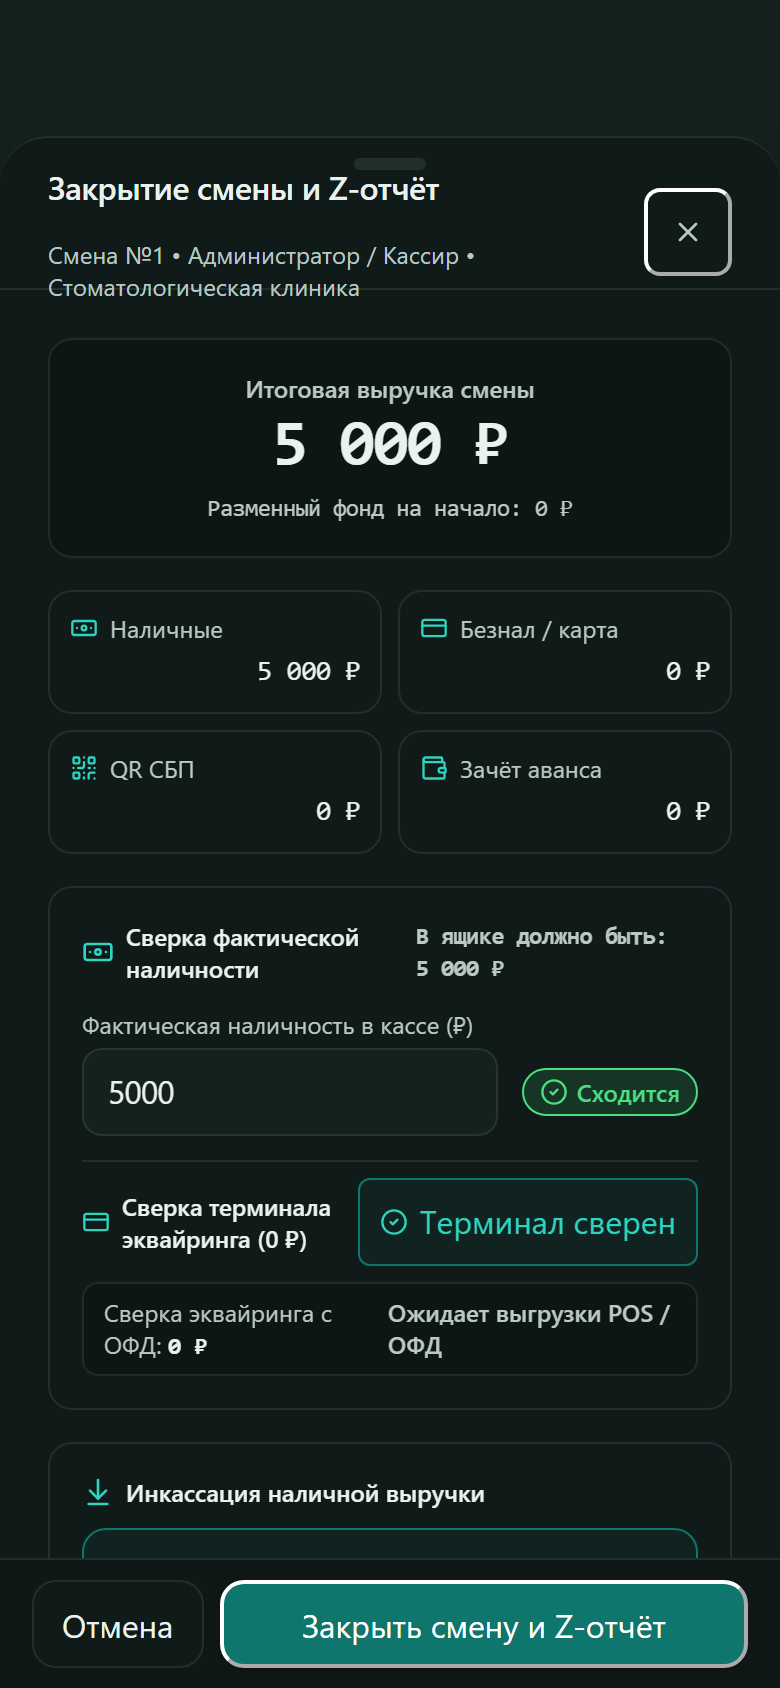 Закрытие смены и Z-отчёт
Смена №1 • Администратор / Кассир •
Стоматологическая клиника
Итоговая выручка смены
5 000 ₽
Разменный фонд на начало: 0 ₽
Наличные
5 000 ₽
Безнал / карта
0 ₽
QR СБП
0 ₽
Зачёт аванса
0 ₽
Сверка фактической
наличности
В ящике должно быть:
5 000 ₽
Фактическая наличность в кассе (₽)
5000
Сходится
Сверка терминала
эквайринга (0 ₽)
Терминал сверен
Сверка эквайринга с
ОФД: 0 ₽
Ожидает выгрузки POS /
ОФД
Инкассация наличной выручки
Отмена
Закрыть смену и Z-отчёт